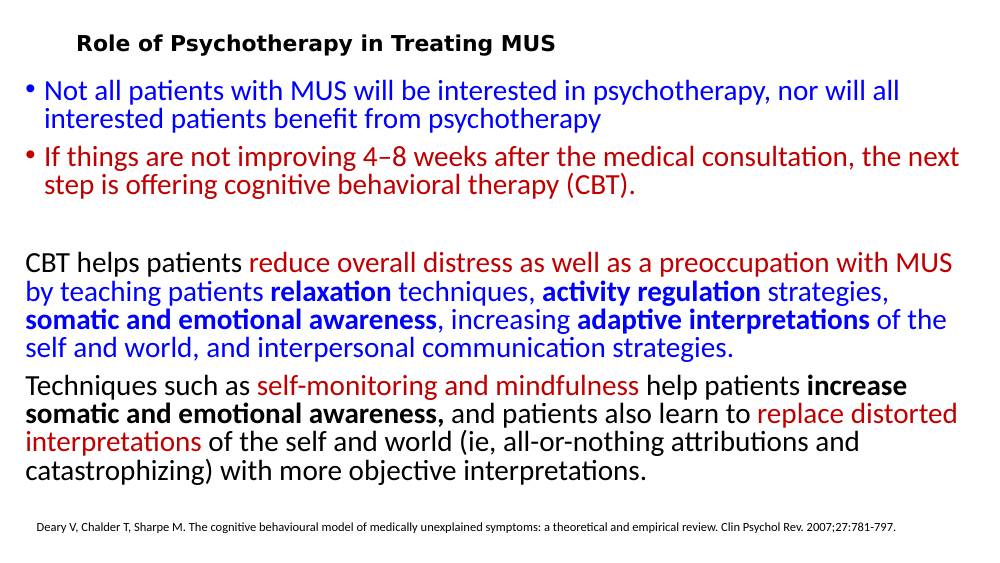 Role of Psychotherapy in Treating MUS
• Not all patients with MUS will be interested in psychotherapy, nor will all
interested patients benefit from psychotherapy
• If things are not improving 4–8 weeks after the medical consultation, the next
step is offering cognitive behavioral therapy (CBT).
CBT helps patients reduce overall distress as well as a preoccupation with MUS
by teaching patients relaxation techniques, activity regulation strategies,
somatic and emotional awareness, increasing adaptive interpretations of the
self and world, and interpersonal communication strategies.
Techniques such as self-monitoring and mindfulness help patients increase
somatic and emotional awareness, and patients also learn to replace distorted
interpretations of the self and world (ie, all-or-nothing attributions and
catastrophizing) with more objective interpretations.
Deary V, Chalder T, Sharpe M. The cognitive behavioural model of medically unexplained symptoms: a theoretical and empirical review. Clin Psychol Rev. 2007;27:781-797.